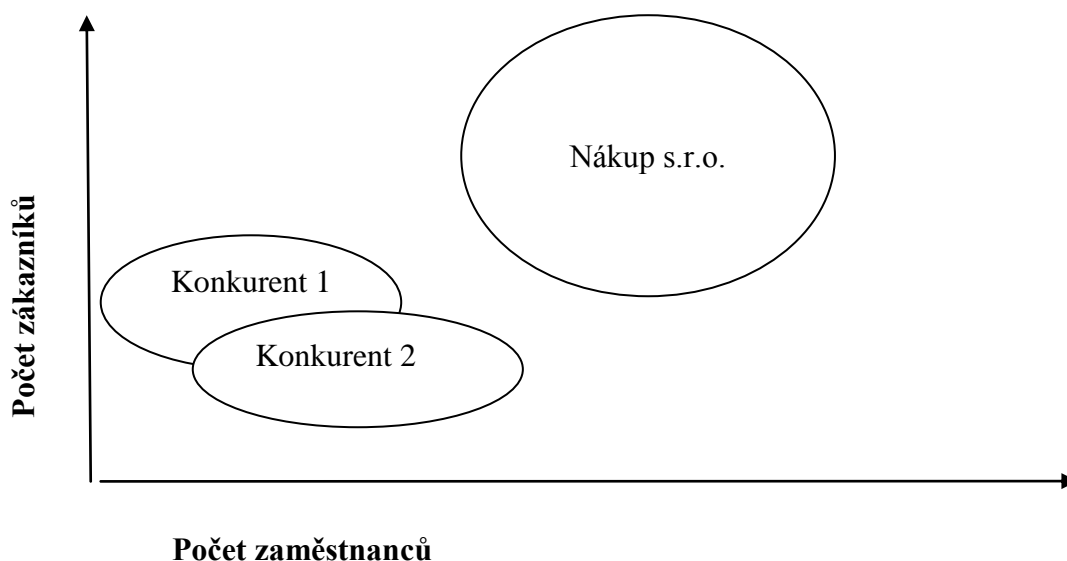 Nákup s.r.o.
Počet zákazníků
Konkurent 1
Konkurent 2
Počet zaměstnanců